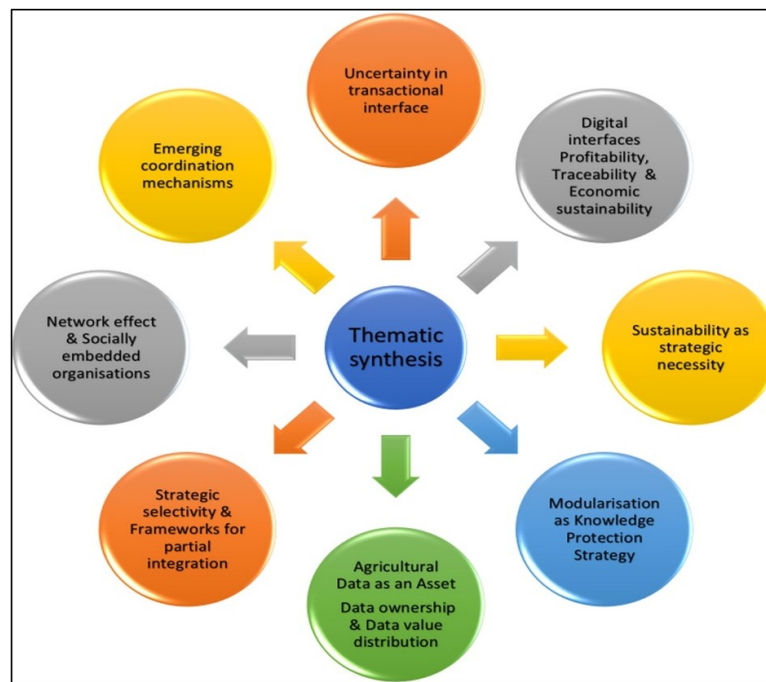 Uncertainty in
transactional
interface
Digital
interfaces
Profitability,
Traceability &
Economic
sustainability
Sustainability as
strategic
necessity
Modularisation
as Knowledge
Protection
Strategy
Agricultural
Data as an Asset
Data ownership
& Data value
distribution
Strategic
selectivity &
Frameworks for
partial
integration
Network effect
& Socially
embedded
organisations
Emerging
coordination
mechanisms
Thematic
synthesis